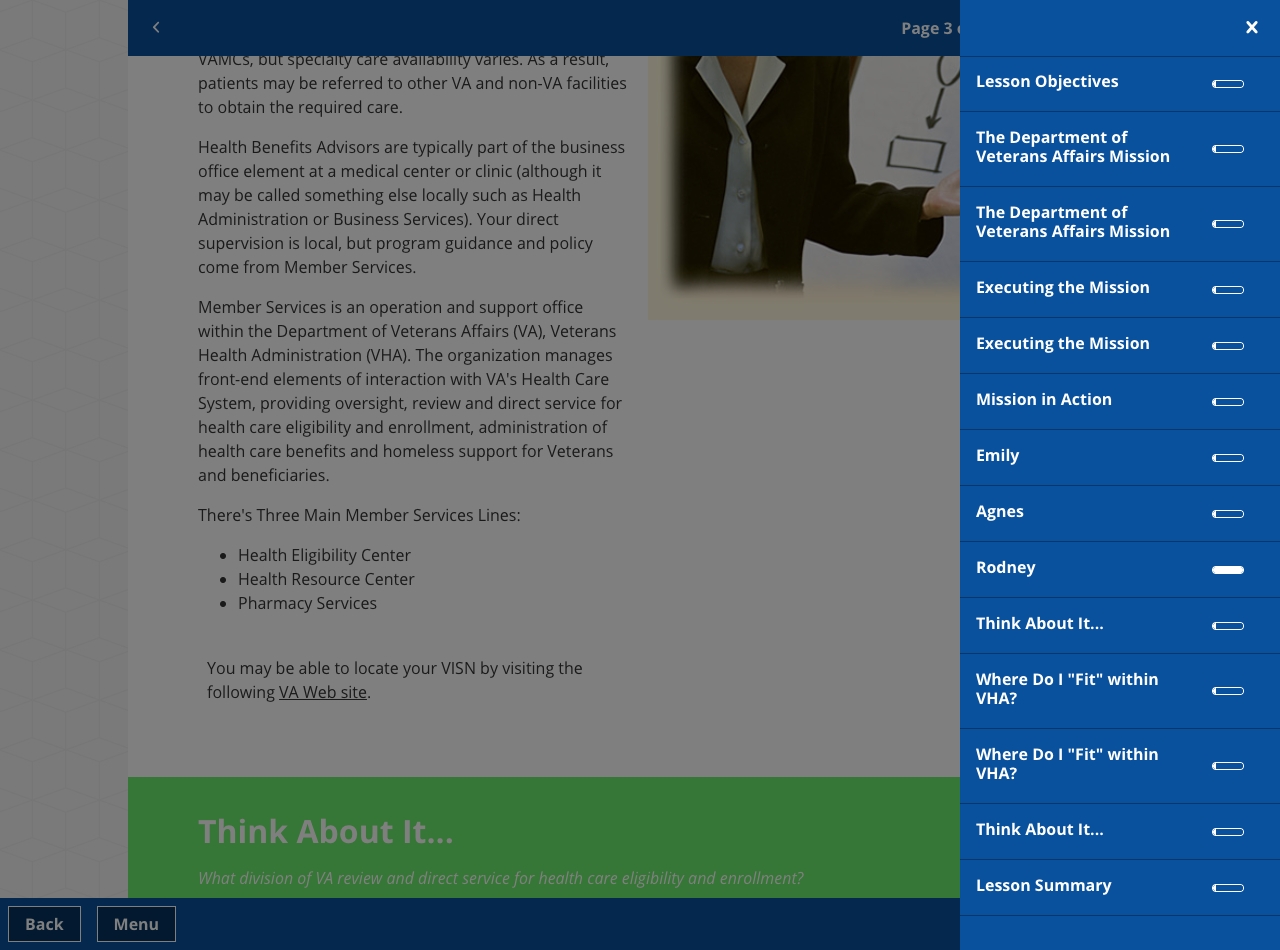 Page 3
VAMCs, but specialty care availability varies. As a result,
patients may be referred to other VA and non-VA facilities
to obtain the required care.
Health Benefits Advisors are typically part of the business
office element at a medical center or clinic (although it
may be called something else locally such as Health
Administration or Business Services). Your direct
supervision is local, but program guidance and policy
come from Member Services.
Member Services is an operation and support office
within the Department of Veterans Affairs (VA), Veterans
Health Administration (VHA). The organization manages
front-end elements of interaction with VA's Health Care
System, providing oversight, review and direct service for
health care eligibility and enrollment, administration of
health care benefits and homeless support for Veterans
and beneficiaries.
There's Three Main Member Services Lines:
• Health Eligibility Center
• Health Resource Center
• Pharmacy Services
You may be able to locate your VISN by visiting the
following VA Web site.
Think About It...
What division of VA review and direct service for health care eligibility and enrollment?
Back
Menu
Lesson Objectives
The Department of
Veterans Affairs Mission
The Department of
Veterans Affairs Mission
Executing the Mission
Executing the Mission
Mission in Action
Emily
Agnes
Rodney
Think About It...
Where Do I "Fit" within
VHA?
Where Do I "Fit" within
VHA?
Think About It...
Lesson Summary